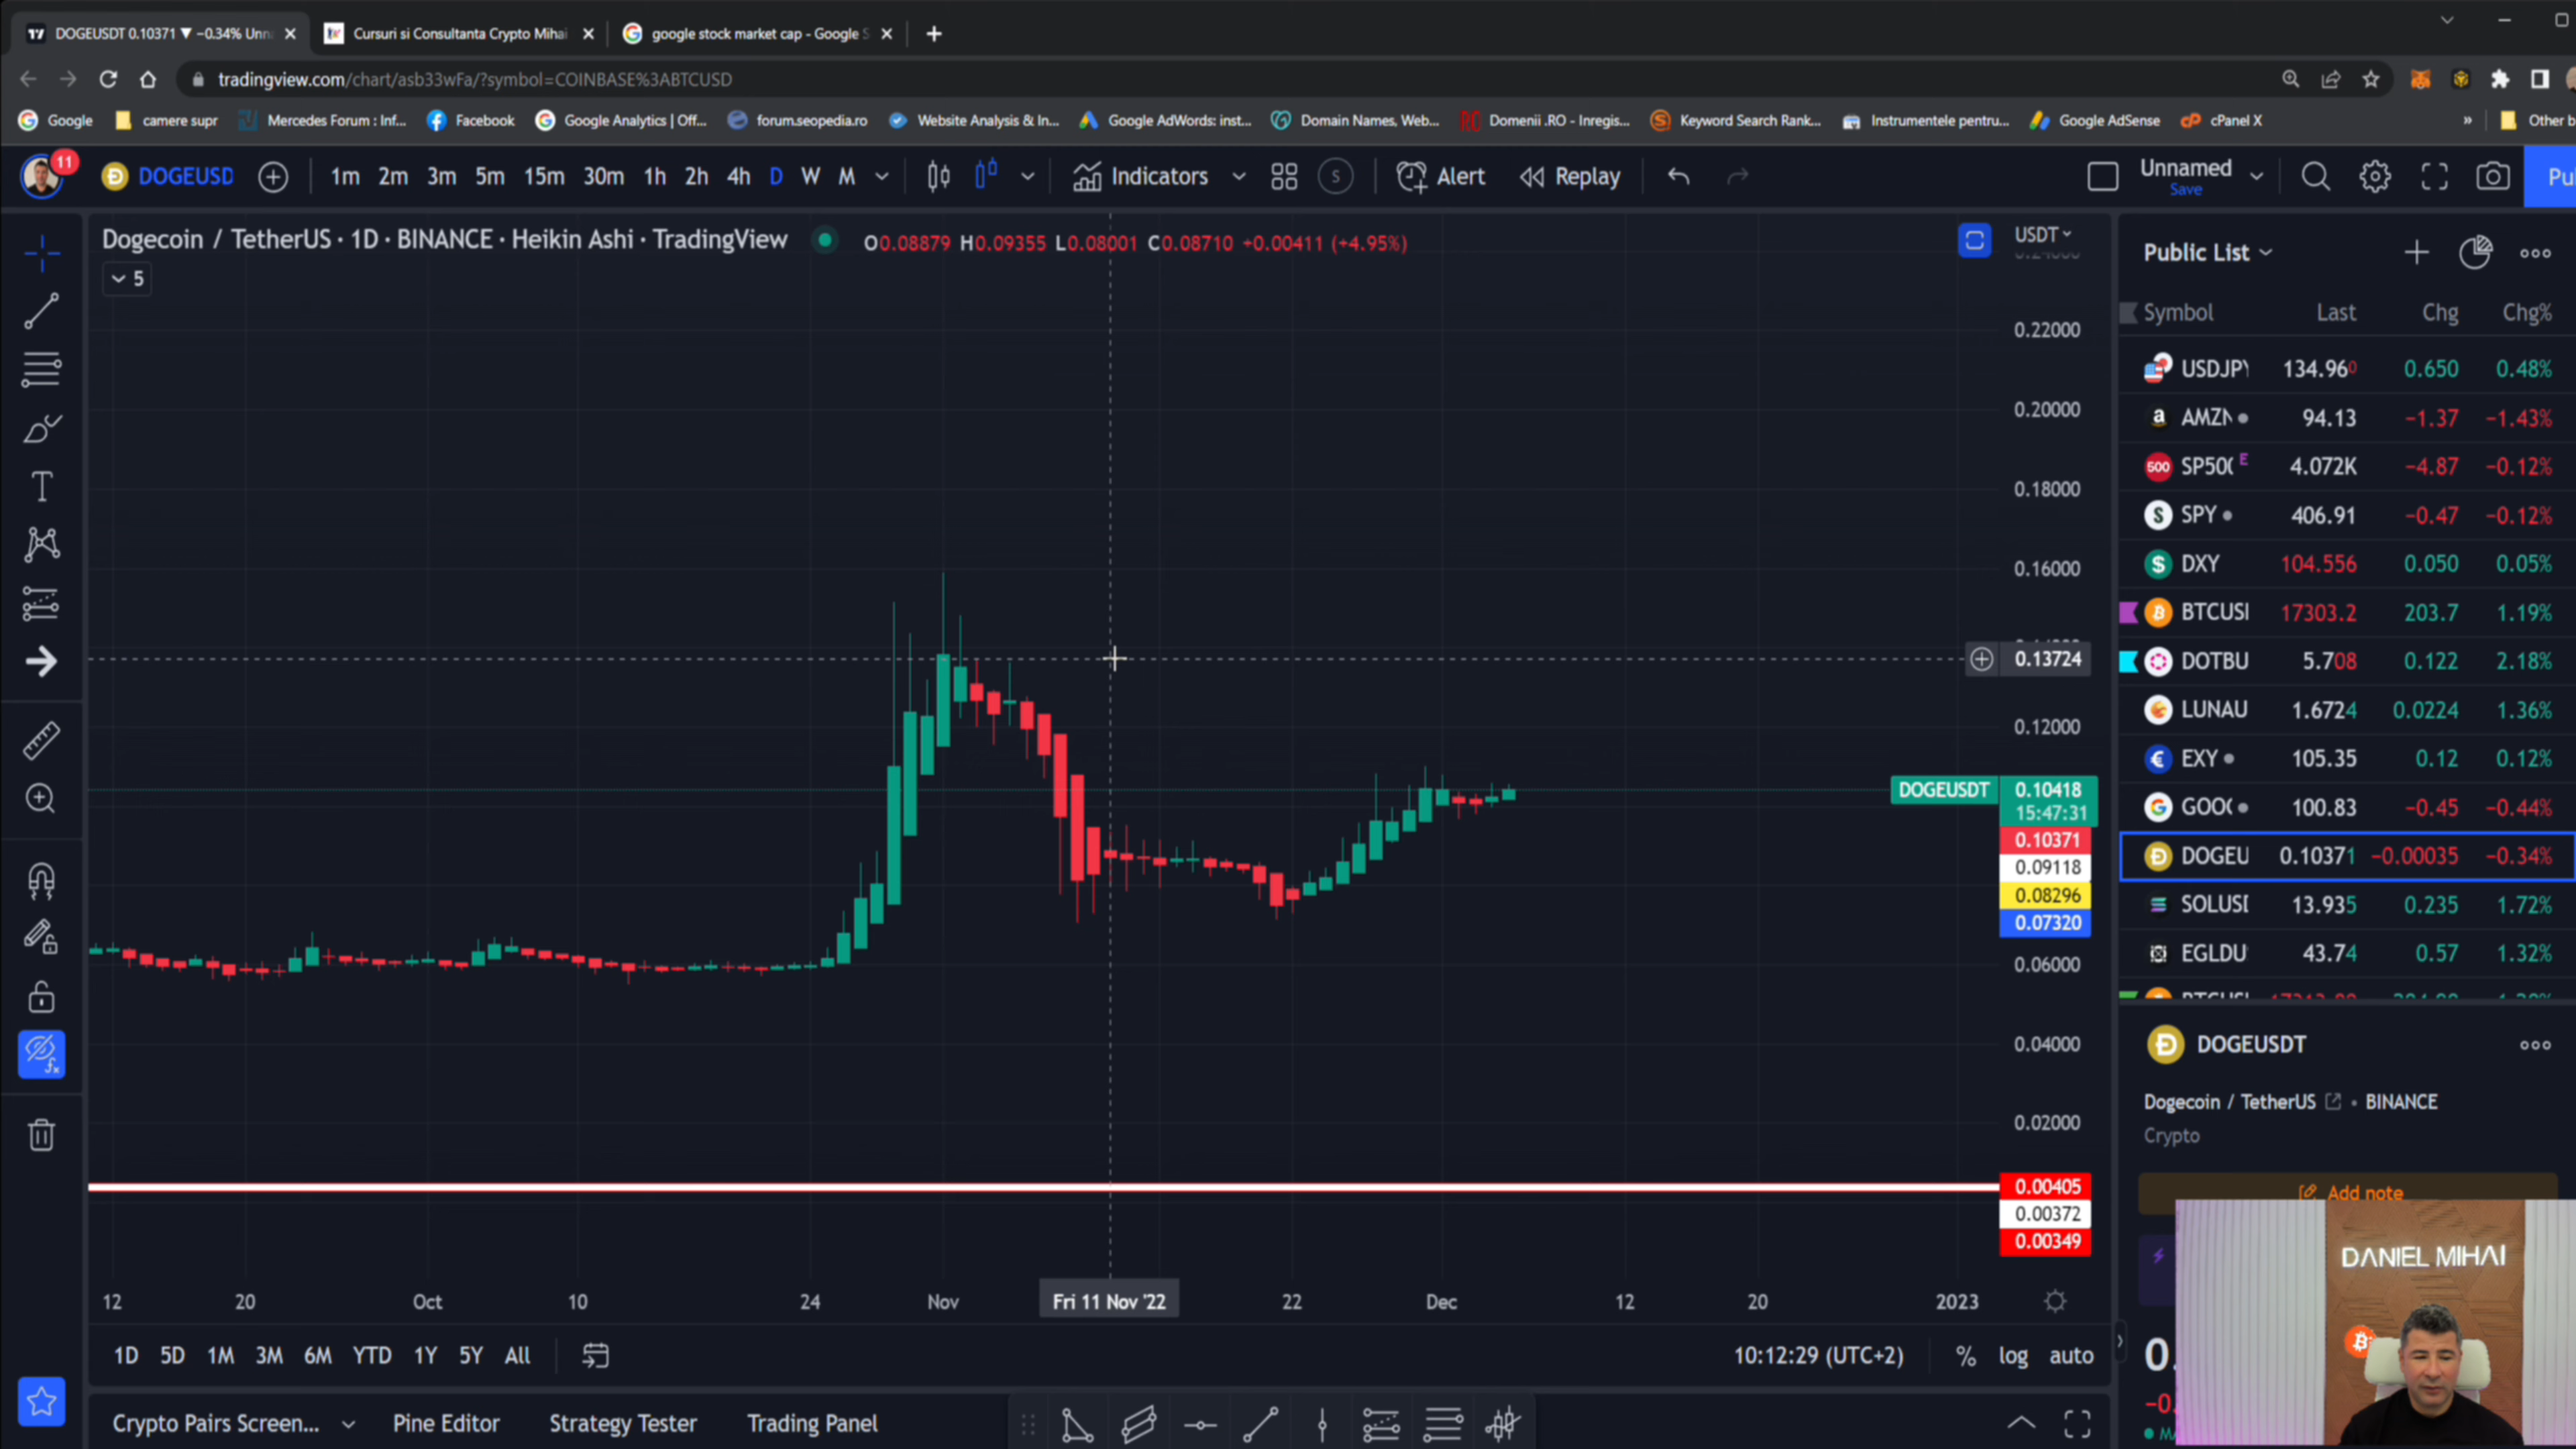 DOGEUSDT 0.10371 ▼ −0.34% Unn
Cursuri si Consultanta Crypto Mihai
google stock market cap - Google S
tradingview.com/chart/asb33wFa/?symbol=COINBASE%3ABTCUSD
Google camere supr Mercedes Forum : Inf... Facebook Google Analytics | Off... forum.seopedia.ro Website Analysis & In... Google AdWords: inst... Domain Names, Web... Domenii .RO - Inregis... Keyword Search Rank... Instrumentele pentru... Google AdSense cPanel X » Other b
11 DOGEUSD 1m 2m 3m 5m 15m 30m 1h 2h 4h D W M Indicators S Alert Replay Unnamed Pu
Save
Dogecoin / TetherUS · 1D · BINANCE · Heikin Ashi · TradingView O0.08879 H0.09355 L0.08001 C0.08710 +0.00411 (+4.95%) USDT
5
0.22000
0.20000
0.18000
0.16000
0.13724
0.12000
DOGEUSDT 0.10418
15:47:31
0.10371
0.09118
0.08296
0.07320
0.06000
0.04000
0.02000
0.00405
0.00372
0.00349
12 20 Oct 10 24 Nov Fri 11 Nov '22 22 Dec 12 20 2023
1D 5D 1M 3M 6M YTD 1Y 5Y All 10:12:29 (UTC+2) % log auto
Crypto Pairs Screen... Pine Editor Strategy Tester Trading Panel
Public List
Symbol Last Chg Chg%
USDJPY 134.960 0.650 0.48%
AMZN 94.13 −1.37 −1.43%
500 SP500 E 4.072K −4.87 −0.12%
SPY 406.91 −0.47 −0.12%
DXY 104.556 0.050 0.05%
BTCUSI 17303.2 203.7 1.19%
DOTBU 5.708 0.122 2.18%
LUNAU 1.6724 0.0224 1.36%
EXY 105.35 0.12 0.12%
GOOG 100.83 −0.45 −0.44%
DOGEU 0.10371 −0.00035 −0.34%
SOLUSI 13.935 0.235 1.72%
EGLDU 43.74 0.57 1.32%
DOGEUSDT
Dogecoin / TetherUS • BINANCE
Crypto
Add note
0.
−0
DANIEL MIHAI